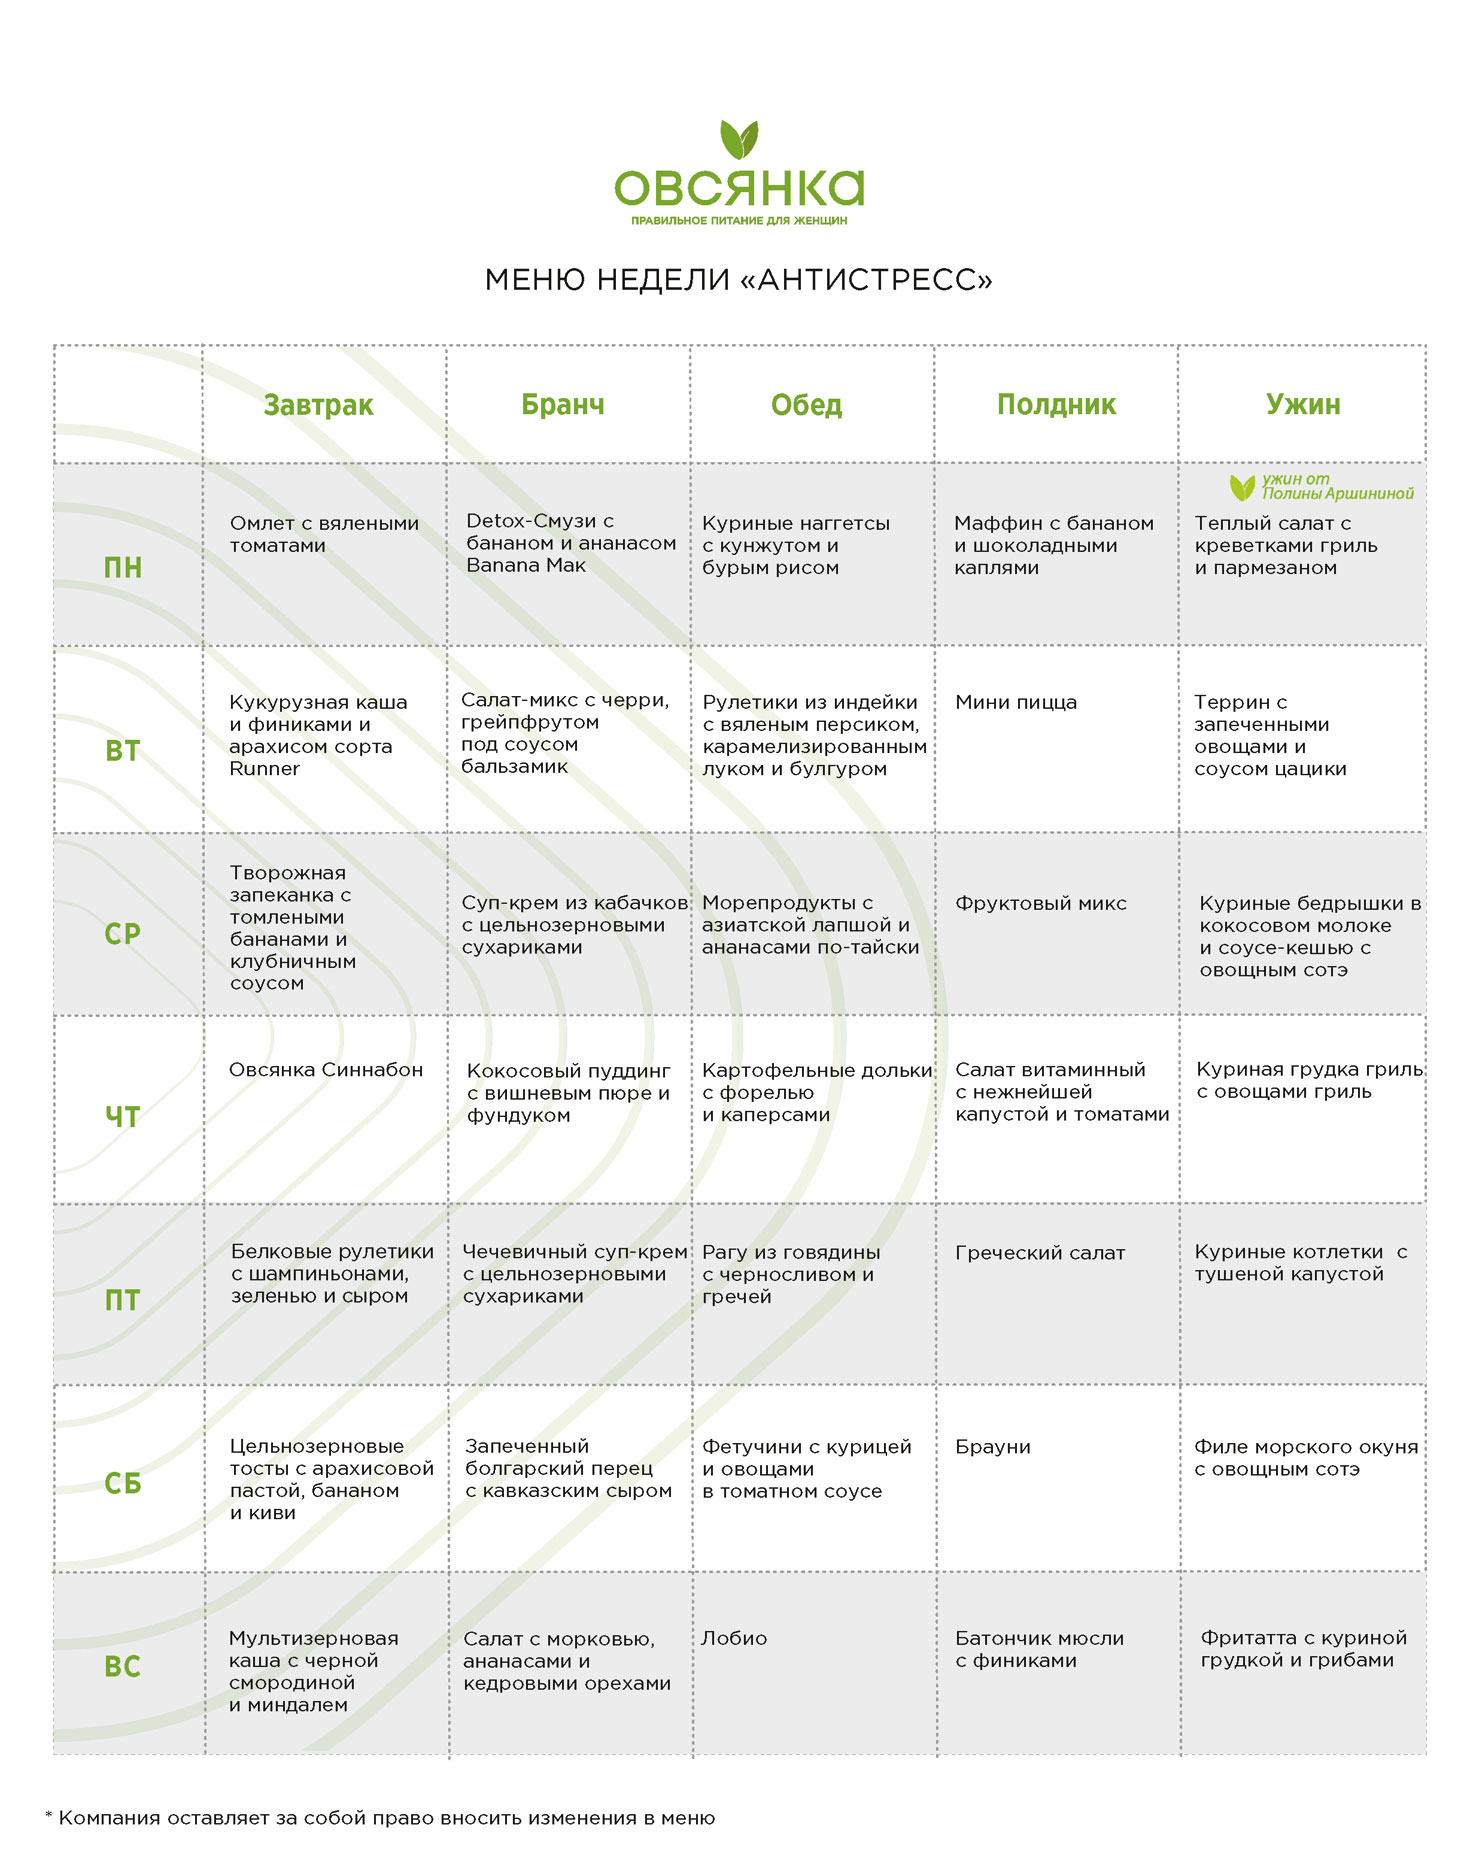 ОВСЯНКА
ПРАВИЛЬНОЕ ПИТАНИЕ ДЛЯ ЖЕНЩИН
МЕНЮ НЕДЕЛИ «АНТИСТРЕСС»
Завтрак
Бранч
Обед
Полдник
Ужин
ПН
Омлет с вялеными
томатами
Detox-Смузи с
бананом и ананасом
Banana Мак
Куриные наггетсы
с кунжутом и
бурым рисом
Маффин с бананом
и шоколадными
каплями
ужин от
Полины Аршининой
Теплый салат с
креветками гриль
и пармезаном
ВТ
Кукурузная каша
и финиками и
арахисом сорта
Runner
Салат-микс с черри,
грейпфрутом
под соусом
бальзамик
Рулетики из индейки
с вяленым персиком,
карамелизированным
луком и булгуром
Мини пицца
Террин с
запеченными
овощами и
соусом цацики
СР
Творожная
запеканка с
томлеными
бананами и
клубничным
соусом
Суп-крем из кабачков
с цельнозерновыми
сухариками
Морепродукты с
азиатской лапшой и
ананасами по-тайски
Фруктовый микс
Куриные бедрышки в
кокосовом молоке
и соусе-кешью с
овощным сотэ
ЧТ
Овсянка Синнабон
Кокосовый пуддинг
с вишневым пюре и
фундуком
Картофельные дольки
с форелью
и каперсами
Салат витаминный
с нежнейшей
капустой и томатами
Куриная грудка гриль
с овощами гриль
ПТ
Белковые рулетики
с шампиньонами,
зеленью и сыром
Чечевичный суп-крем
с цельнозерновыми
сухариками
Рагу из говядины
с черносливом и
гречей
Греческий салат
Куриные котлетки с
тушеной капустой
СБ
Цельнозерновые
тосты с арахисовой
пастой, бананом
и киви
Запеченный
болгарский перец
с кавказским сыром
Фетучини с курицей
и овощами
в томатном соусе
Брауни
Филе морского окуня
с овощным сотэ
ВС
Мультизерновая
каша с черной
смородиной
и миндалем
Салат с морковью,
ананасами и
кедровыми орехами
Лобио
Батончик мюсли
с финиками
Фритатта с куриной
грудкой и грибами
* Компания оставляет за собой право вносить изменения в меню